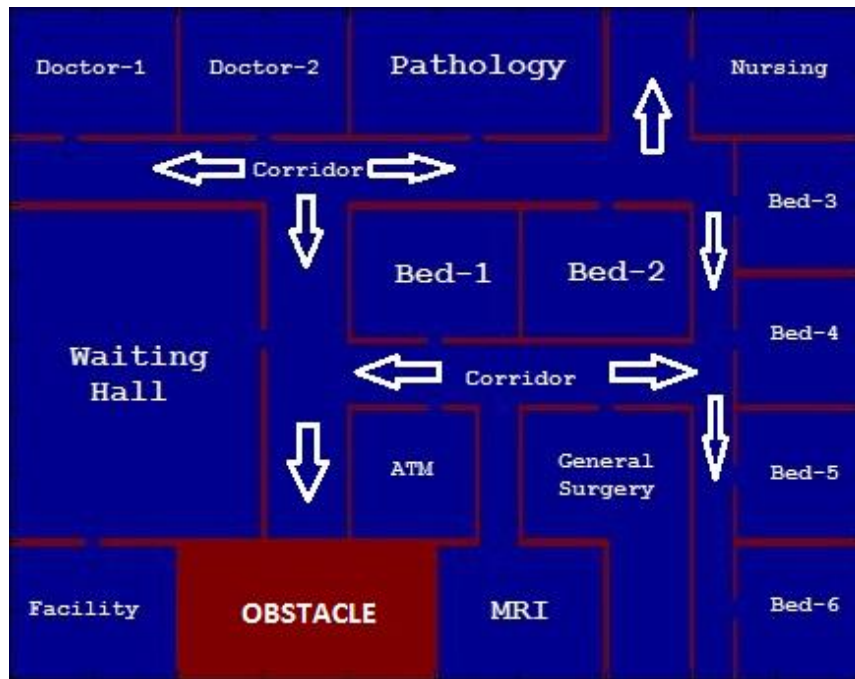 Doctor-1
Doctor-2
Pathology
Nursing
Corridor
Bed-3
Bed-1
Bed-2
Waiting
Hall
Bed-4
Corridor
ATM
General
Surgery
Bed-5
Facility
OBSTACLE
MRI
Bed-6